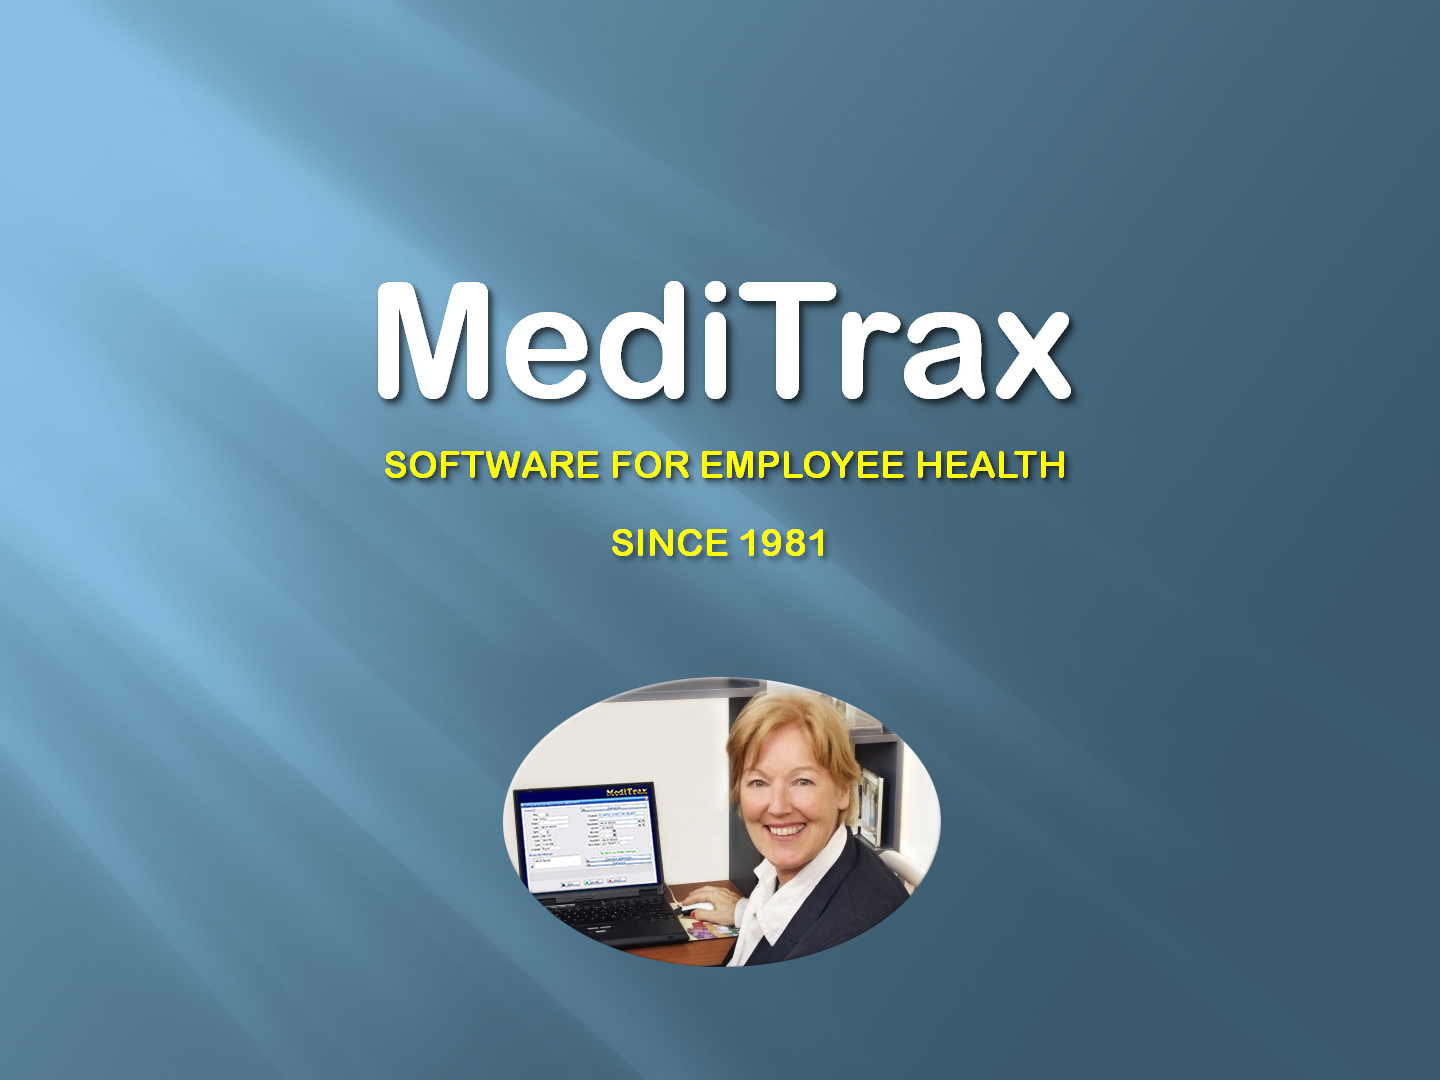 MediTrax
SOFTWARE FOR EMPLOYEE HEALTH
SINCE 1981
MediTrax